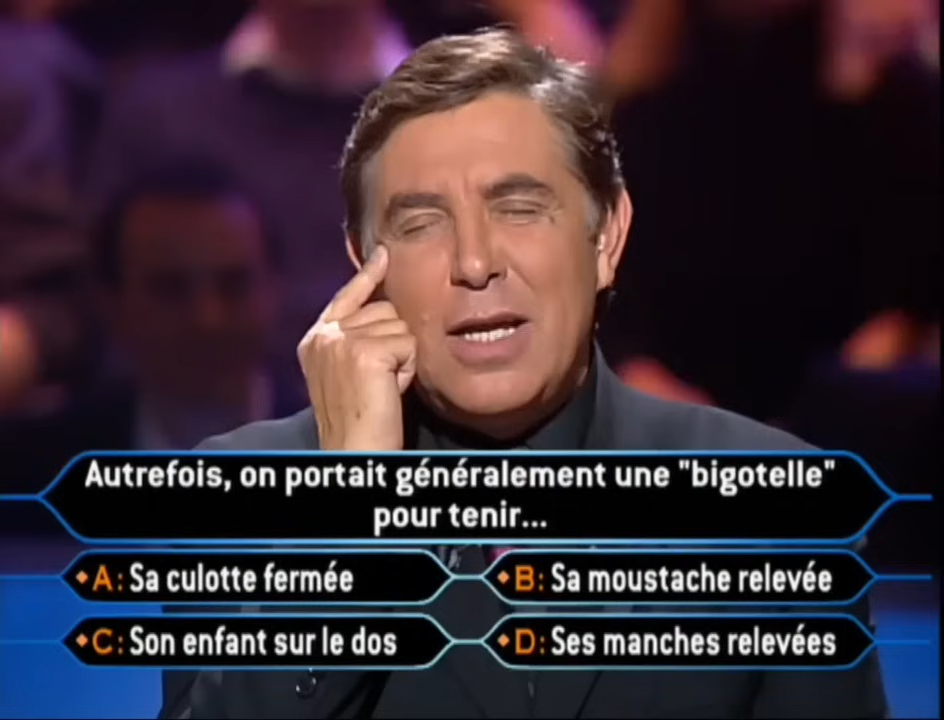 Autrefois, on portait généralement une "bigotelle"
pour tenir...
A: Sa culotte fermée
B: Sa moustache relevée
C: Son enfant sur le dos
D: Ses manches relevées